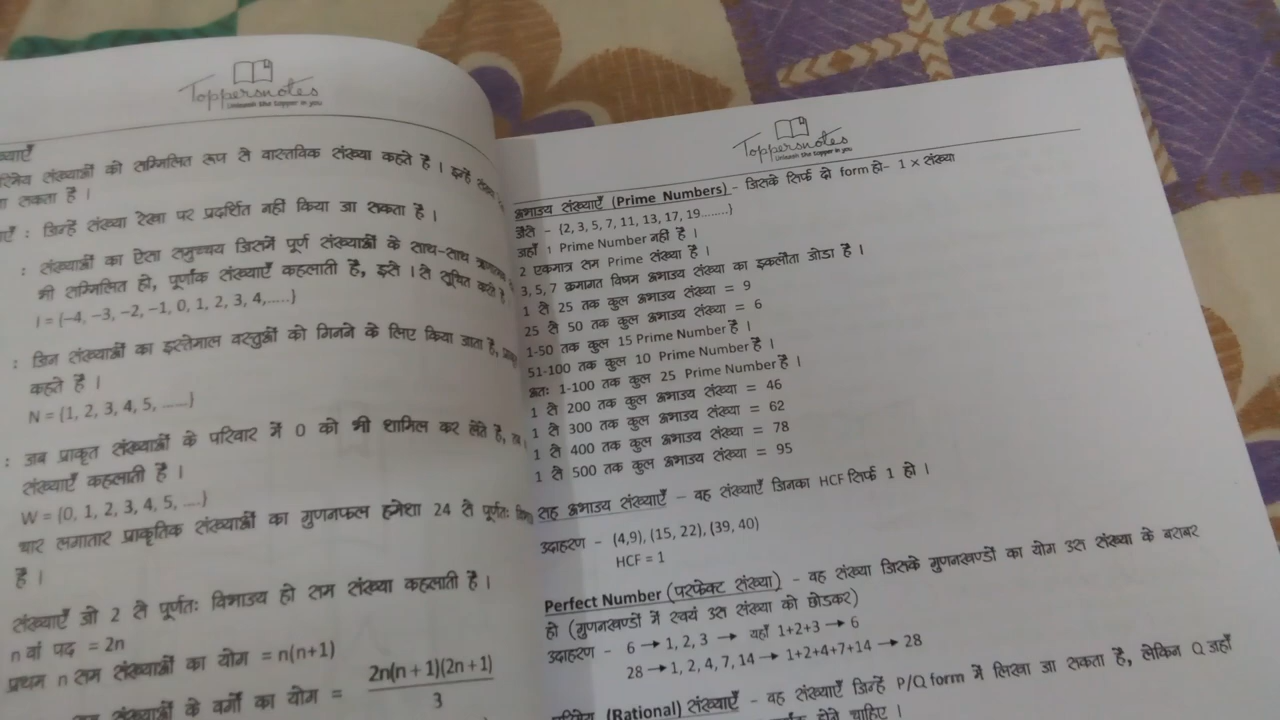 Toppersnotes
Unleash the topper in you
संख्याओं को सम्मिलित रूप से वास्तविक संख्या कहते है । इन्हें
सकता है ।
: जिन्हें संख्या रेखा पर प्रदर्शित नहीं किया जा सकता है ।
: संख्याओं का ऐसा समुच्चय जिसमें पूर्ण संख्याओं के साथ-साथ
भी सम्मिलित हो, पूर्णांक संख्याएँ कहलाती है, इसे I से सूचित करते है
I = {-4, -3, -2, -1, 0, 1, 2, 3, 4,.....}
: जिन संख्याओं का इस्तेमाल वस्तुओं को गिनने के लिए किया जाता है,
कहते है ।
N = {1, 2, 3, 4, 5, ......}
: जब प्राकृत संख्याओं के परिवार में 0 को भी शामिल कर लेते है,
संख्याएँ कहलाती है ।
W = {0, 1, 2, 3, 4, 5, ....}
चार लगातार प्राकृतिक संख्याओं का गुणनफल हमेशा 24 से पूर्णतः
है ।
संख्याएँ जो 2 से पूर्णतः विभाज्य हो सम संख्या कहलाती है ।
n वां पद = 2n
प्रथम n सम संख्याओं का योग = n(n+1)
संख्याओं के वर्गों का योग = 2n(n+1)(2n+1)/3
Toppersnotes
Unleash the topper in you
अभाज्य संख्याएँ (Prime Numbers) - जिसके सिर्फ दो form हो- 1 × संख्या
जैसे - {2, 3, 5, 7, 11, 13, 17, 19........}
जहाँ 1 Prime Number नहीं है ।
2 एकमात्र सम Prime संख्या है ।
3, 5, 7 क्रमागत विषम अभाज्य संख्या का इकलौता जोडा है ।
1 से 25 तक कुल अभाज्य संख्या = 9
25 से 50 तक कुल अभाज्य संख्या = 6
1-50 तक कुल 15 Prime Number है ।
51-100 तक कुल 10 Prime Number है ।
अतः 1-100 तक कुल 25 Prime Number है ।
1 से 200 तक कुल अभाज्य संख्या = 46
1 से 300 तक कुल अभाज्य संख्या = 62
1 से 400 तक कुल अभाज्य संख्या = 78
1 से 500 तक कुल अभाज्य संख्या = 95
सह अभाज्य संख्याएँ - वह संख्याएँ जिनका HCF सिर्फ 1 हो ।
उदाहरण - (4,9), (15, 22), (39, 40)
HCF = 1
Perfect Number (परफेक्ट संख्या) - वह संख्या जिसके गुणनखण्डों का योग उस संख्या के बराबर
हो (गुणनखण्डों में स्वयं उस संख्या को छोडकर)
उदाहरण - 6 → 1, 2, 3 → यहाँ 1+2+3 → 6
28 → 1, 2, 4, 7, 14 → 1+2+4+7+14 → 28
(Rational) संख्याएँ - वह संख्याएँ जिन्हें P/Q form में लिखा जा सकता है, लेकिन Q जहाँ
होने चाहिए ।